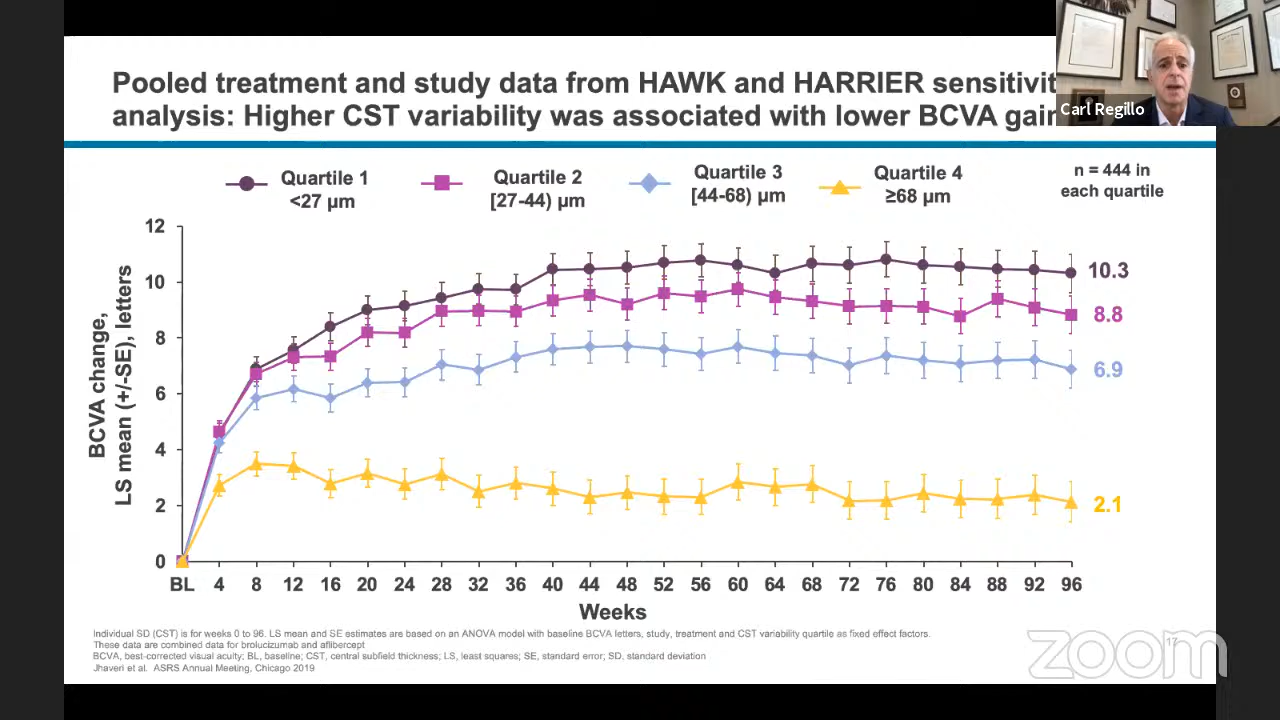 Pooled treatment and study data from HAWK and HARRIER sensitivit
analysis: Higher CST variability was associated with lower BCVA gain
Carl Regillo
Quartile 1
<27 µm
Quartile 2
[27-44) µm
Quartile 3
[44-68) µm
Quartile 4
≥68 µm
n = 444 in
each quartile
BCVA change,
LS mean (+/-SE), letters
12
10
8
6
4
2
0
10.3
8.8
6.9
2.1
BL 4 8 12 16 20 24 28 32 36 40 44 48 52 56 60 64 68 72 76 80 84 88 92 96
Weeks
Individual SD (CST) is for weeks 0 to 96. LS mean and SE estimates are based on an ANOVA model with baseline BCVA letters, study, treatment and CST variability quartile as fixed effect factors.
These data are combined data for brolucizumab and aflibercept
BCVA, best-corrected visual acuity; BL, baseline; CST, central subfield thickness; LS, least squares; SE, standard error; SD, standard deviation
Jhaveri et al. ASRS Annual Meeting, Chicago 2019
17
zoom